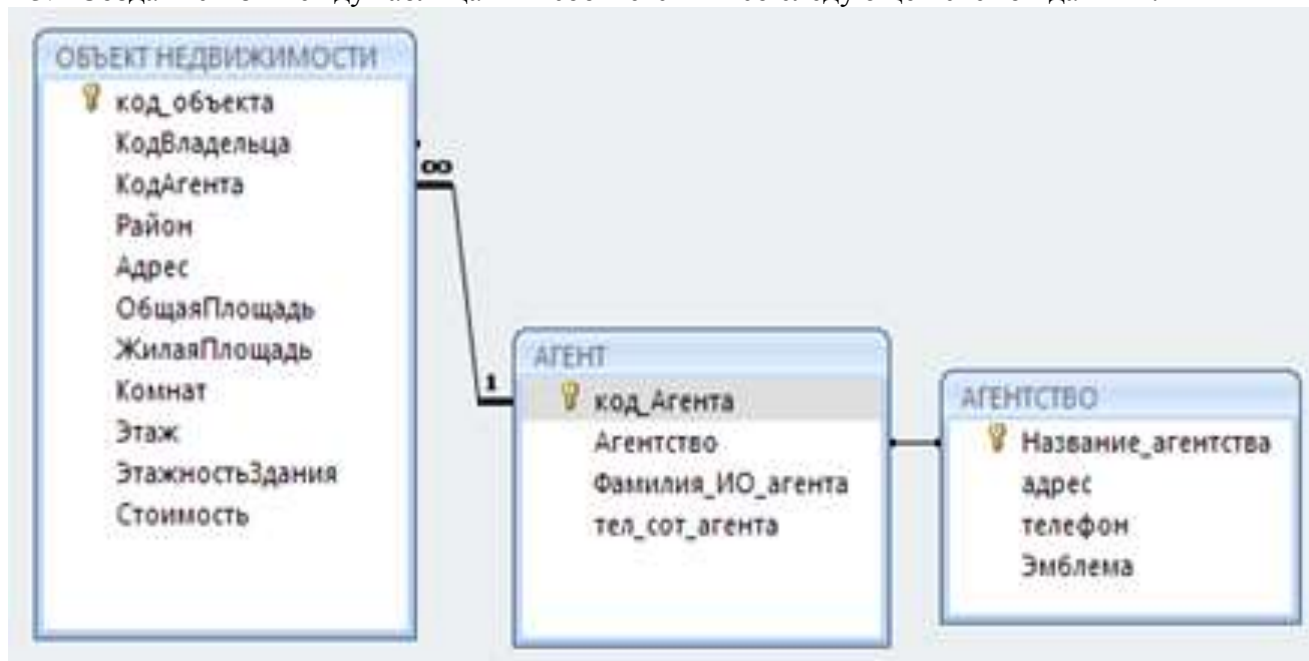 ОБЪЕКТ НЕДВИЖИМОСТИ
код_объекта
КодВладельца
КодАгента
Район
Адрес
ОбщаяПлощадь
ЖилаяПлощадь
Комнат
Этаж
ЭтажностьЗдания
Стоимость
∞
1
АГЕНТ
код_Агента
Агентство
Фамилия_ИО_агента
тел_сот_агента
АГЕНТСТВО
Название_агентства
адрес
телефон
Эмблема